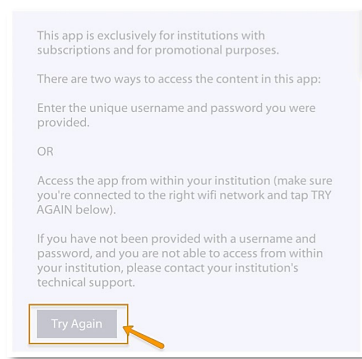 This app is exclusively for institutions with
subscriptions and for promotional purposes.
There are two ways to access the content in this app:
Enter the unique username and password you were
provided.
OR
Access the app from within your institution (make sure
you're connected to the right wifi network and tap TRY
AGAIN below).
If you have not been provided with a username and
password, and you are not able to access from within
your institution, please contact your institution's
technical support.
Try Again